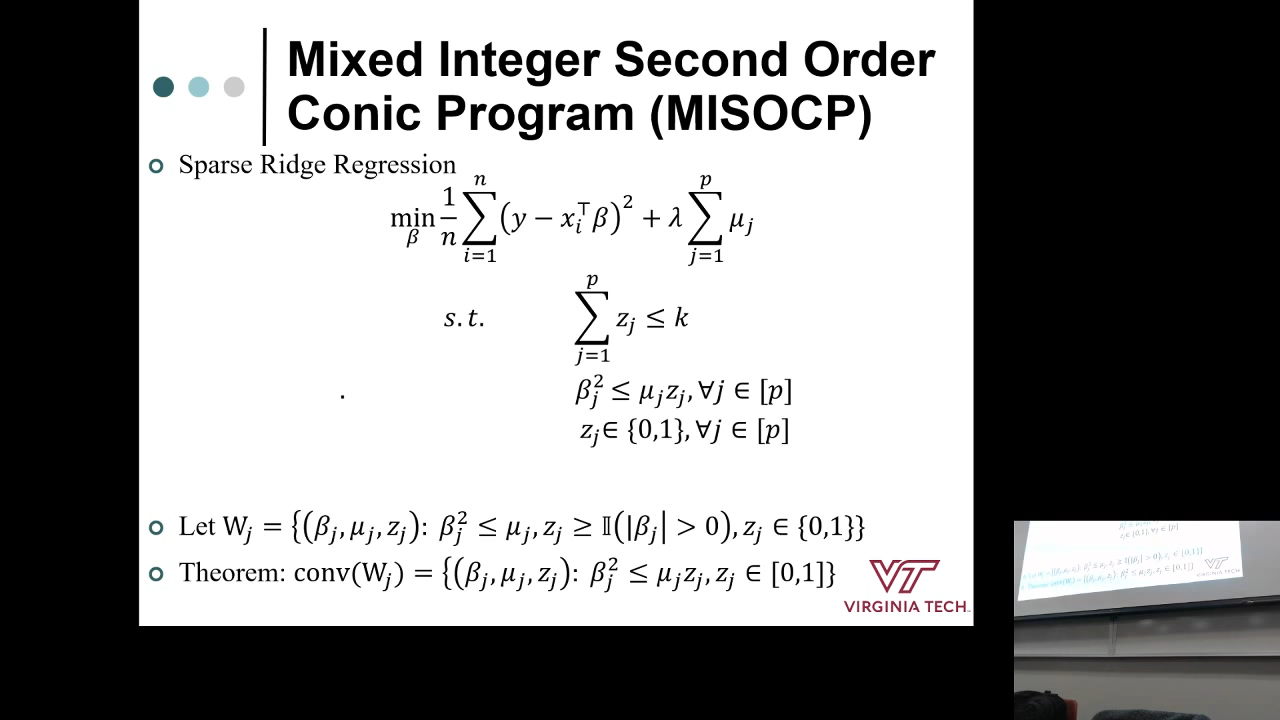 Mixed Integer Second Order
Conic Program (MISOCP)
Sparse Ridge Regression
min_β 1/n ∑_{i=1}^{n} (y − x_i^⊤ β)^2 + λ ∑_{j=1}^{p} μ_j
s.t. ∑_{j=1}^{p} z_j ≤ k
β_j^2 ≤ μ_j z_j, ∀j ∈ [p]
z_j ∈ {0,1}, ∀j ∈ [p]
Let W_j = {(β_j, μ_j, z_j): β_j^2 ≤ μ_j, z_j ≥ 𝕀(|β_j| > 0), z_j ∈ {0,1}}
Theorem: conv(W_j) = {(β_j, μ_j, z_j): β_j^2 ≤ μ_j z_j, z_j ∈ [0,1]}
VT
VIRGINIA TECH